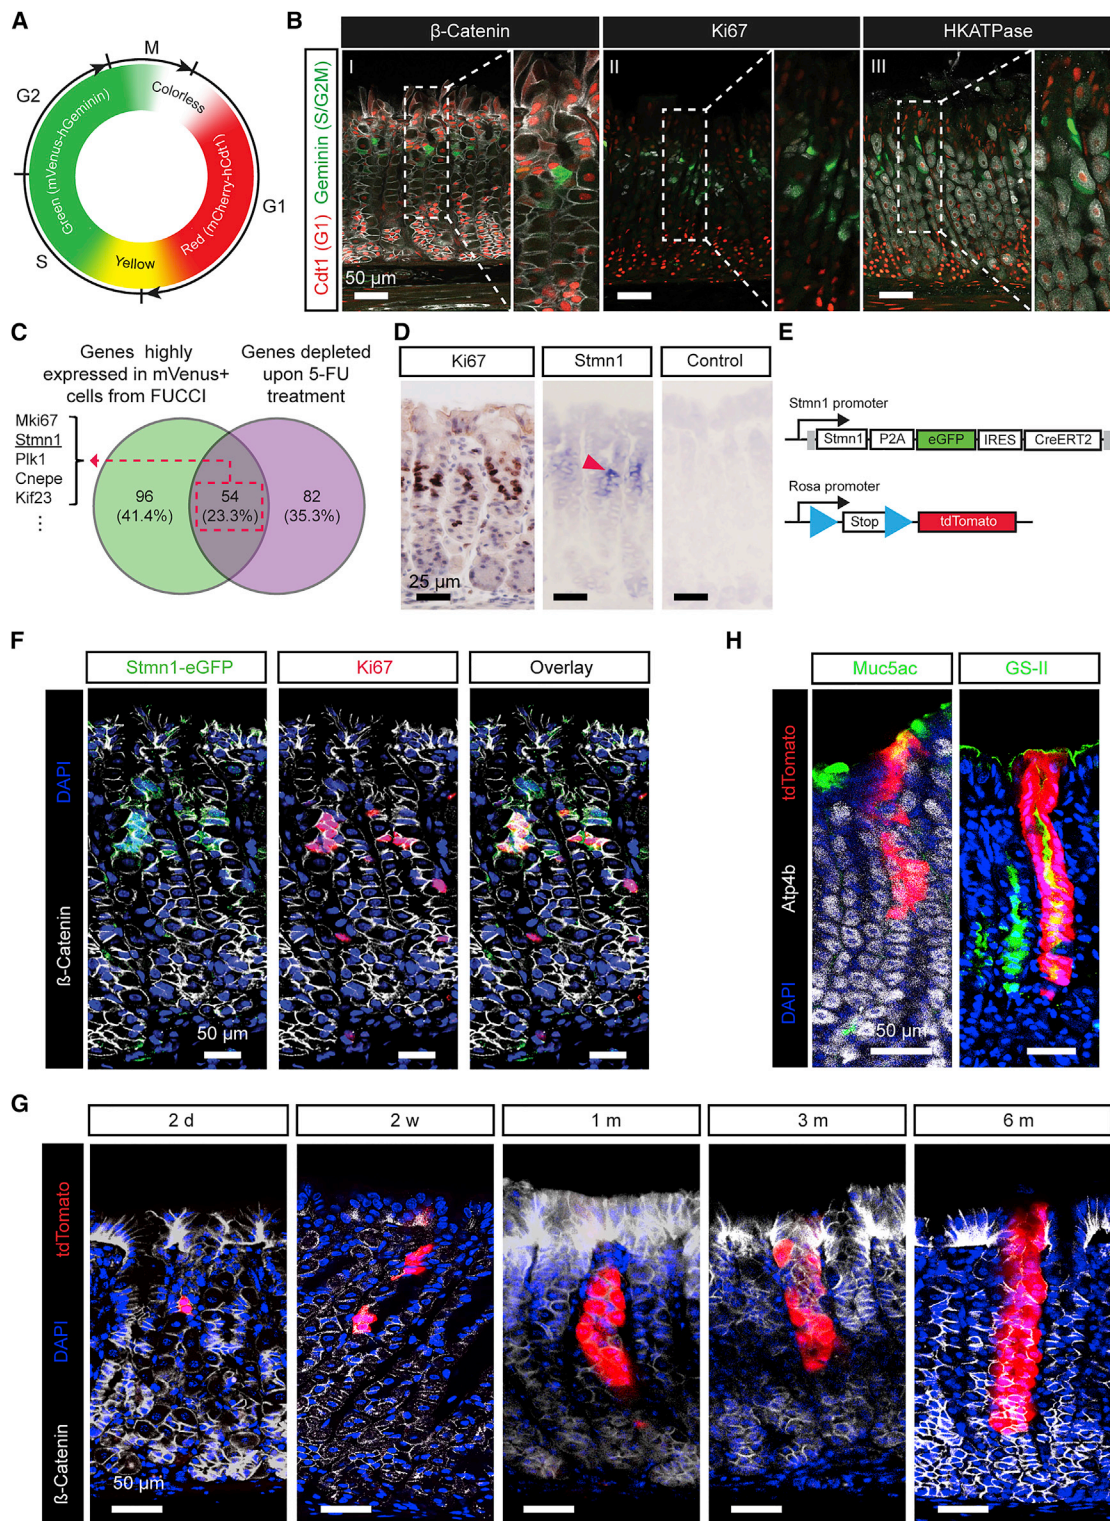 A
M
Colorless
G2
Green (mVenus-hGeminin)
Red (mCherry-hCdt1)
G1
S
Yellow
B
β-Catenin
Ki67
HKATPase
Cdt1 (G1) Geminin (S/G2M)
I
II
III
50 µm
C
Genes highly
expressed in mVenus+
cells from FUCCI
Genes depleted
upon 5-FU
treatment
Mki67
Stmn1
Plk1
Cnepe
Kif23
⋮
96
(41.4%)
54
(23.3%)
82
(35.3%)
D
Ki67
Stmn1
Control
25 µm
E
Stmn1 promoter
Stmn1
P2A
eGFP
IRES
CreERT2
Rosa promoter
Stop
tdTomato
F
Stmn1-eGFP
Ki67
Overlay
ß-Catenin
DAPI
50 µm
H
Muc5ac
GS-II
DAPI
Atp4b
tdTomato
50 µm
G
2 d
2 w
1 m
3 m
6 m
ß-Catenin
DAPI
tdTomato
50 µm